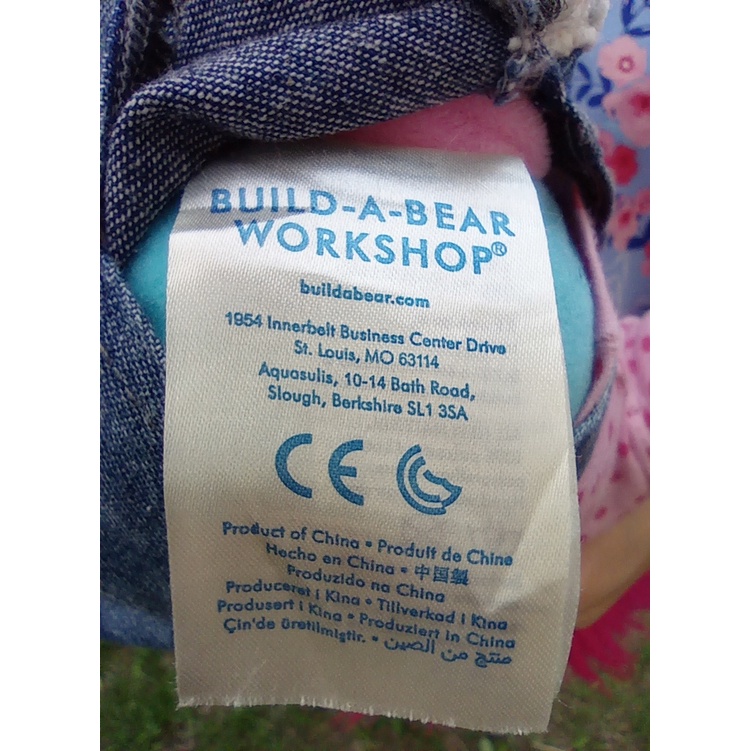 BUILD-A-BEAR
WORKSHOP®
buildabear.com
1954 Innerbelt Business Center Drive
St. Louis, MO 63114
Aquasulis, 10-14 Bath Road,
Slough, Berkshire SL1 3SA
CE
Product of China • Produit de Chine
Hecho en China • 中国製
Produzido na China
Produceret i Kina • Tillverkad i Kina
Produsert i Kina • Produziert in China
Çin'de üretilmiştir. • منتج من الصين